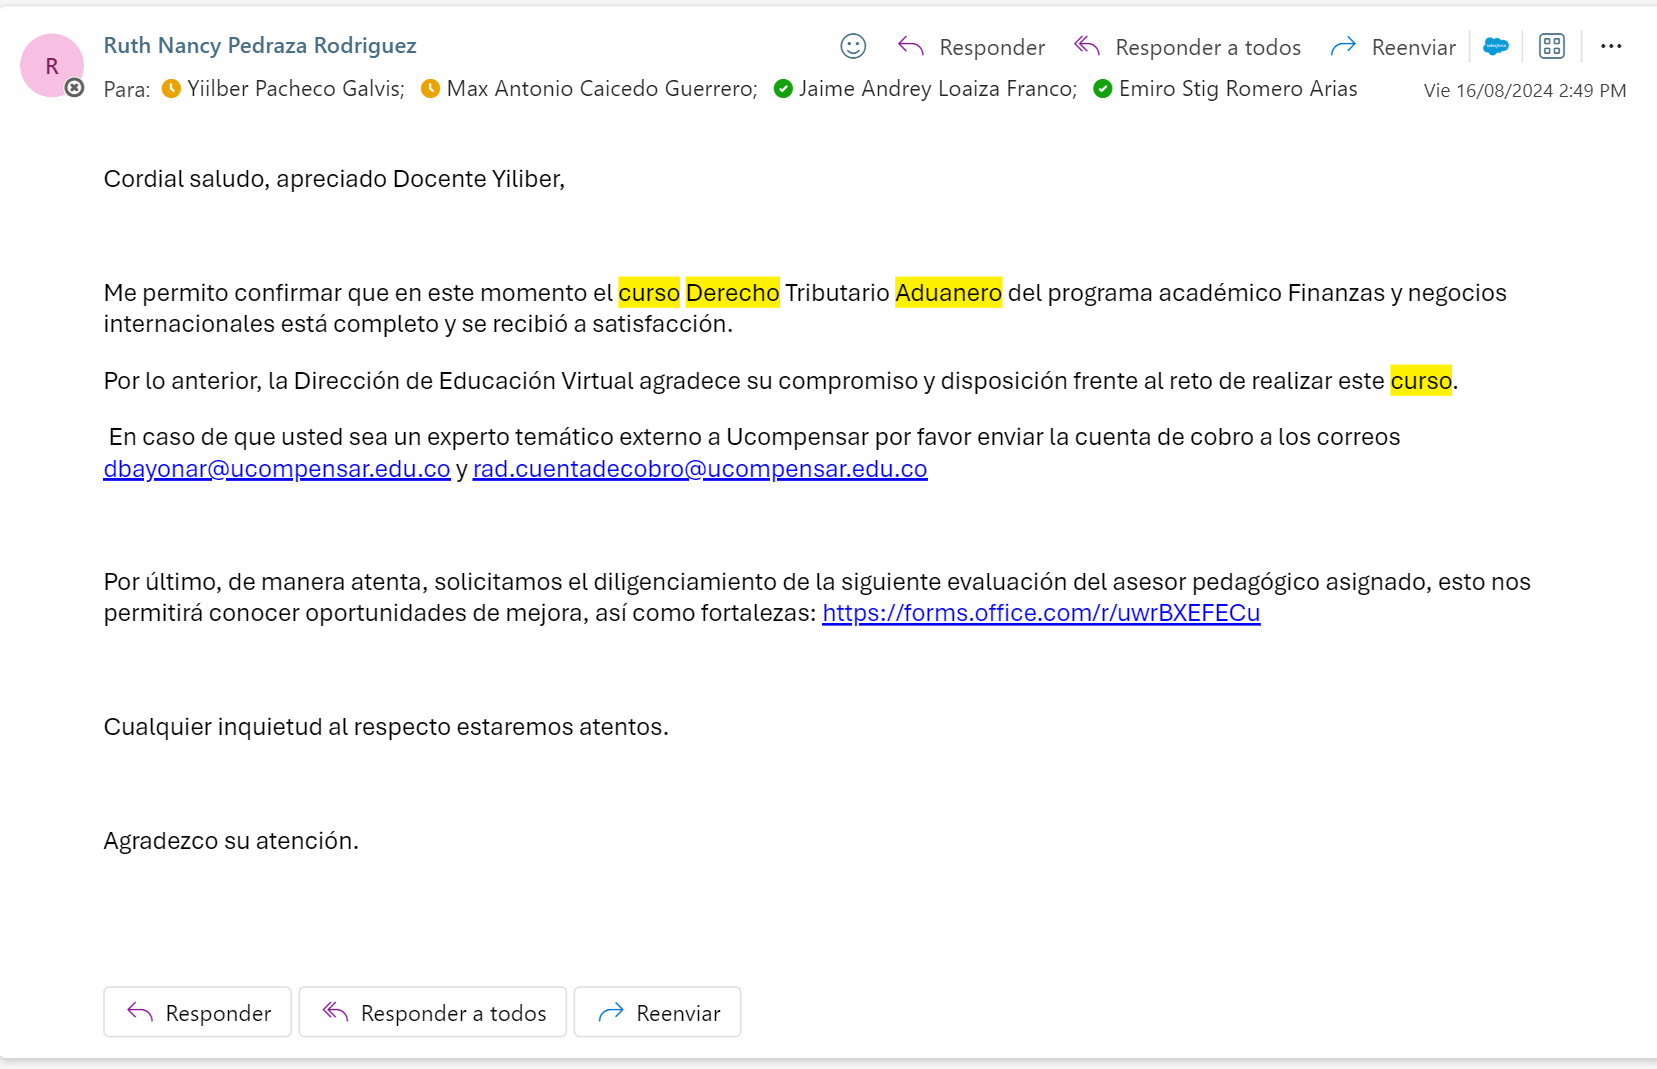 Ruth Nancy Pedraza Rodriguez
Responder Responder a todos Reenviar
R
Para: Yiilber Pacheco Galvis; Max Antonio Caicedo Guerrero; Jaime Andrey Loaiza Franco; Emiro Stig Romero Arias
Vie 16/08/2024 2:49 PM
Cordial saludo, apreciado Docente Yiliber,
Me permito confirmar que en este momento el curso Derecho Tributario Aduanero del programa académico Finanzas y negocios
internacionales está completo y se recibió a satisfacción.
Por lo anterior, la Dirección de Educación Virtual agradece su compromiso y disposición frente al reto de realizar este curso.
En caso de que usted sea un experto temático externo a Ucompensar por favor enviar la cuenta de cobro a los correos
dbayonar@ucompensar.edu.co y rad.cuentadecobro@ucompensar.edu.co
Por último, de manera atenta, solicitamos el diligenciamiento de la siguiente evaluación del asesor pedagógico asignado, esto nos
permitirá conocer oportunidades de mejora, así como fortalezas: https://forms.office.com/r/uwrBXEFECu
Cualquier inquietud al respecto estaremos atentos.
Agradezco su atención.
Responder Responder a todos Reenviar